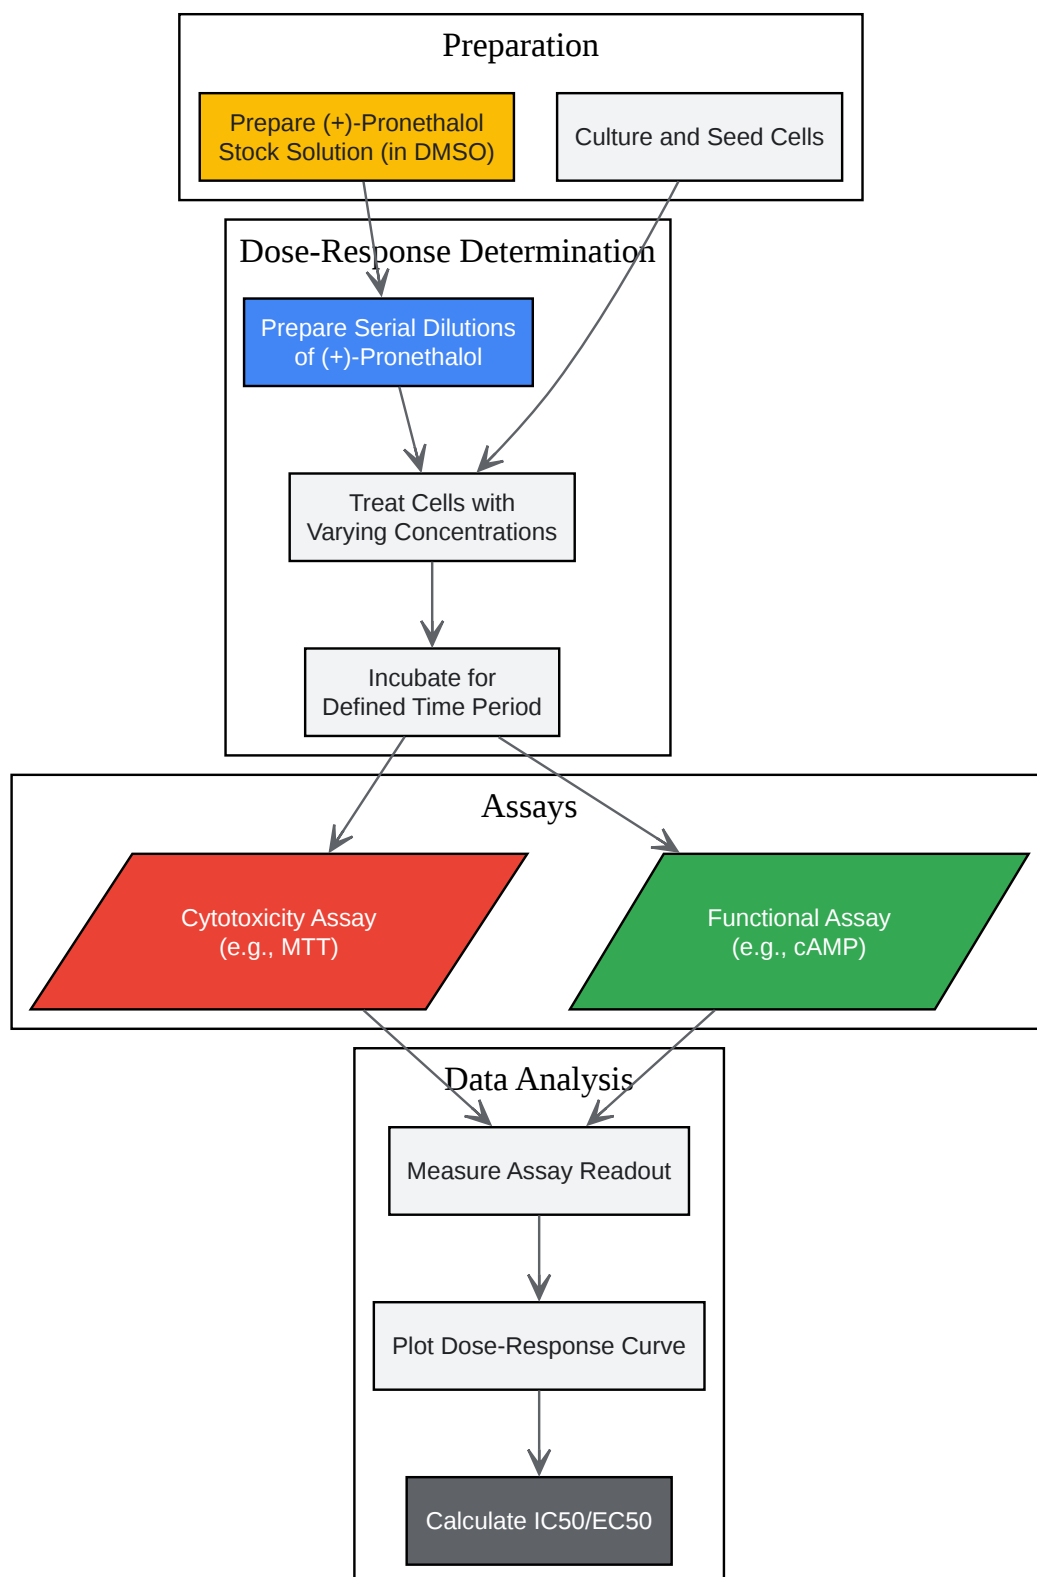 Preparation
Prepare (+)-Pronethalol
Stock Solution (in DMSO)
Culture and Seed Cells
Dose-Response Determination
Prepare Serial Dilutions
of (+)-Pronethalol
Treat Cells with
Varying Concentrations
Incubate for
Defined Time Period
Assays
Cytotoxicity Assay
(e.g., MTT)
Functional Assay
(e.g., cAMP)
Data Analysis
Measure Assay Readout
Plot Dose-Response Curve
Calculate IC50/EC50